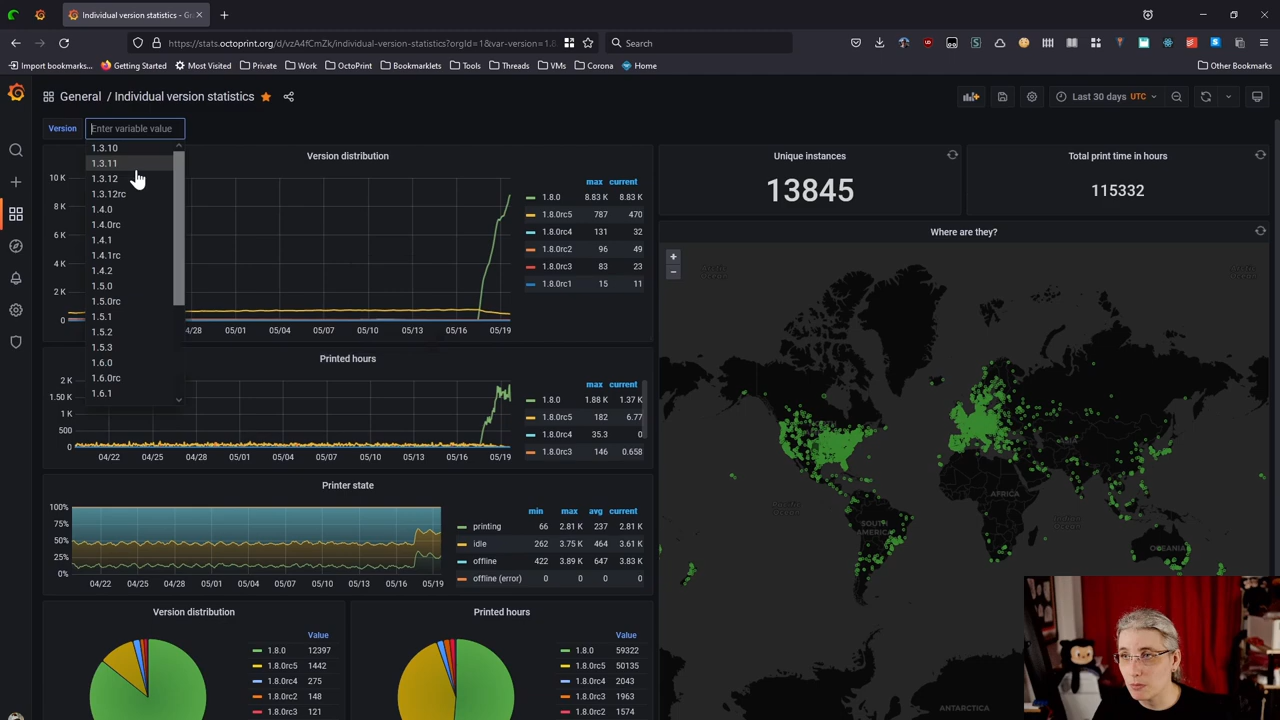 Individual version statistics - Gr
https://stats.octoprint.org/d/vzA4fCmZk/individual-version-statistics?orgId=1&var-version=1.8
Search
Import bookmarks...
Getting Started
Most Visited
Private
Work
OctoPrint
Bookmarklets
Tools
Threads
VMs
Corona
Home
Other Bookmarks
General / Individual version statistics
Last 30 days UTC
Version
Enter variable value
1.3.10
1.3.11
1.3.12
1.3.12rc
1.4.0
1.4.0rc
1.4.1
1.4.1rc
1.4.2
1.5.0
1.5.0rc
1.5.1
1.5.2
1.5.3
1.6.0
1.6.0rc
1.6.1
Version distribution
10 K
8 K
6 K
4 K
2 K
0
4/28 05/01 05/04 05/07 05/10 05/13 05/16 05/19
max current
1.8.0 8.83 K 8.83 K
1.8.0rc5 787 470
1.8.0rc4 131 32
1.8.0rc2 96 49
1.8.0rc3 83 23
1.8.0rc1 15 11
Unique instances
13845
Total print time in hours
115332
Where are they?
+
−
AFRICA
ASIA
SOUTH
AMERICA
OCEANIA
ANTARCTICA
Printed hours
2 K
1.50 K
1 K
500
0
04/22 04/25 04/28 05/01 05/04 05/07 05/10 05/13 05/16 05/19
max current
1.8.0 1.88 K 1.37 K
1.8.0rc5 182 6.77
1.8.0rc4 35.3 0
1.8.0rc3 146 0.658
Printer state
100%
75%
50%
25%
0%
04/22 04/25 04/28 05/01 05/04 05/07 05/10 05/13 05/16 05/19
min max avg current
printing 66 2.81 K 237 2.81 K
idle 262 3.75 K 464 3.61 K
offline 422 3.89 K 647 3.83 K
offline (error) 0 0 0 0
Version distribution
Value
1.8.0 12397
1.8.0rc5 1442
1.8.0rc4 275
1.8.0rc2 148
1.8.0rc3 121
Printed hours
Value
1.8.0 59322
1.8.0rc5 50135
1.8.0rc4 2043
1.8.0rc3 1963
1.8.0rc2 1574